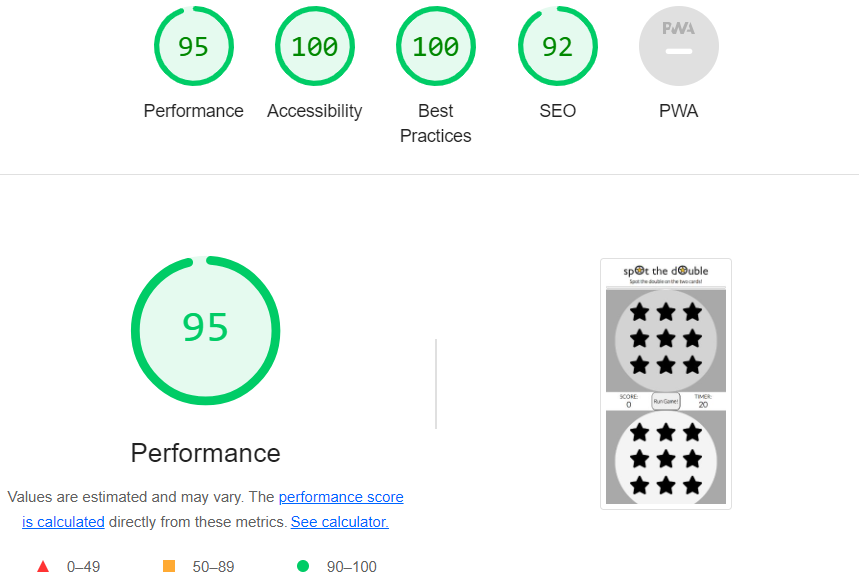 95 100 100 92 PWA
Performance Accessibility Best Practices SEO PWA
spot the double
Spot the double on the two cards!
95
SCORE: 0 Run Game! TIMER: 20
Performance
Values are estimated and may vary. The performance score
is calculated directly from these metrics. See calculator.
0–49 50–89 90–100